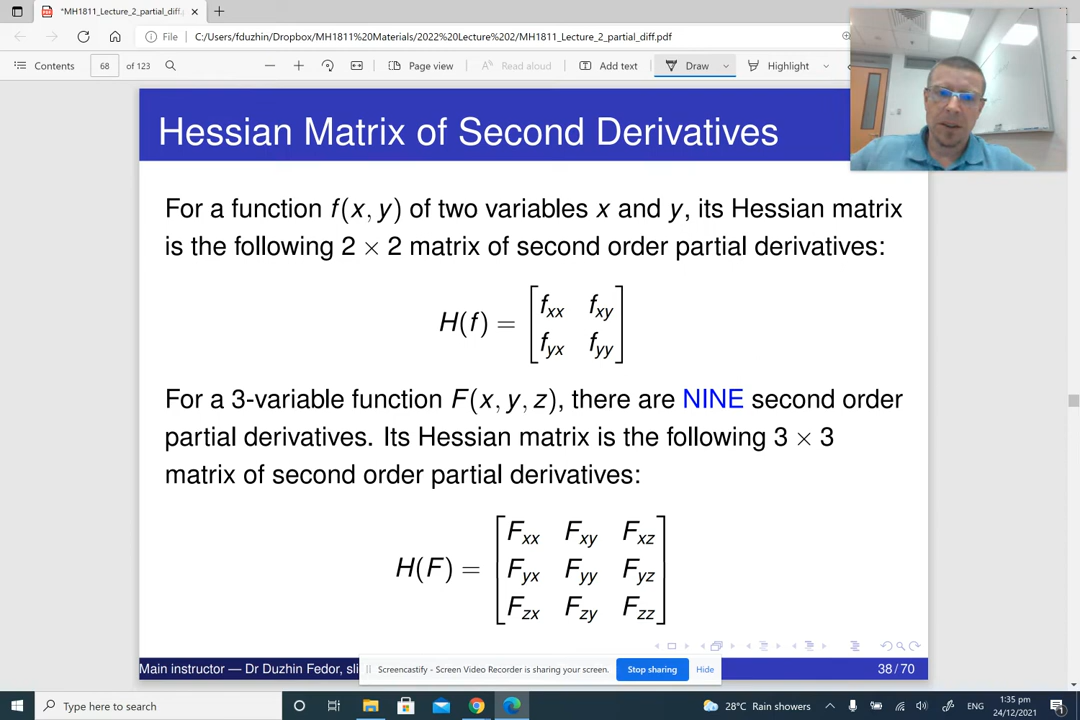 *MH1811_Lecture_2_partial_diff.
File C:/Users/fduzhin/Dropbox/MH1811%20Materials/2022%20Lecture%202/MH1811_Lecture_2_partial_diff.pdf
Contents 68 of 123 Page view Read aloud Add text Draw Highlight
Hessian Matrix of Second Derivatives
For a function f(x, y) of two variables x and y, its Hessian matrix
is the following 2 × 2 matrix of second order partial derivatives:
H(f) = [ f_xx f_xy
f_yx f_yy ]
For a 3-variable function F(x, y, z), there are NINE second order
partial derivatives. Its Hessian matrix is the following 3 × 3
matrix of second order partial derivatives:
F_xx F_xy F_xz
H(F) = [ F_yx F_yy F_yz ]
F_zx F_zy F_zz
Main instructor — Dr Duzhin Fedor, sli
Screencastify - Screen Video Recorder is sharing your screen. Stop sharing Hide
38 / 70
Type here to search
28°C Rain showers ENG
1:35 pm
24/12/2021